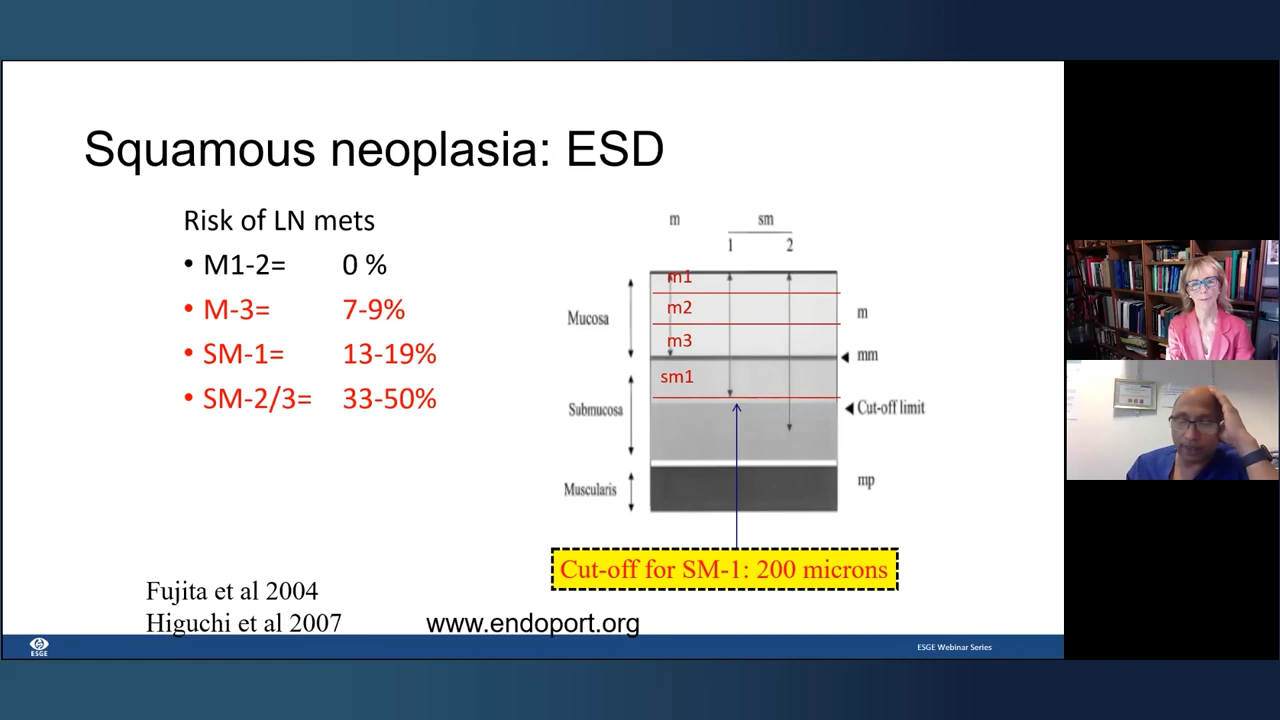 Squamous neoplasia: ESD
Risk of LN mets
• M1-2= 0 %
• M-3= 7-9%
• SM-1= 13-19%
• SM-2/3= 33-50%
m sm
1 2
Mucosa
m1
m2
m3
m
mm
sm1
Submucosa
Cut-off limit
Muscularis
mp
Cut-off for SM-1: 200 microns
Fujita et al 2004
Higuchi et al 2007
www.endoport.org
ESGE
ESGE Webinar Series